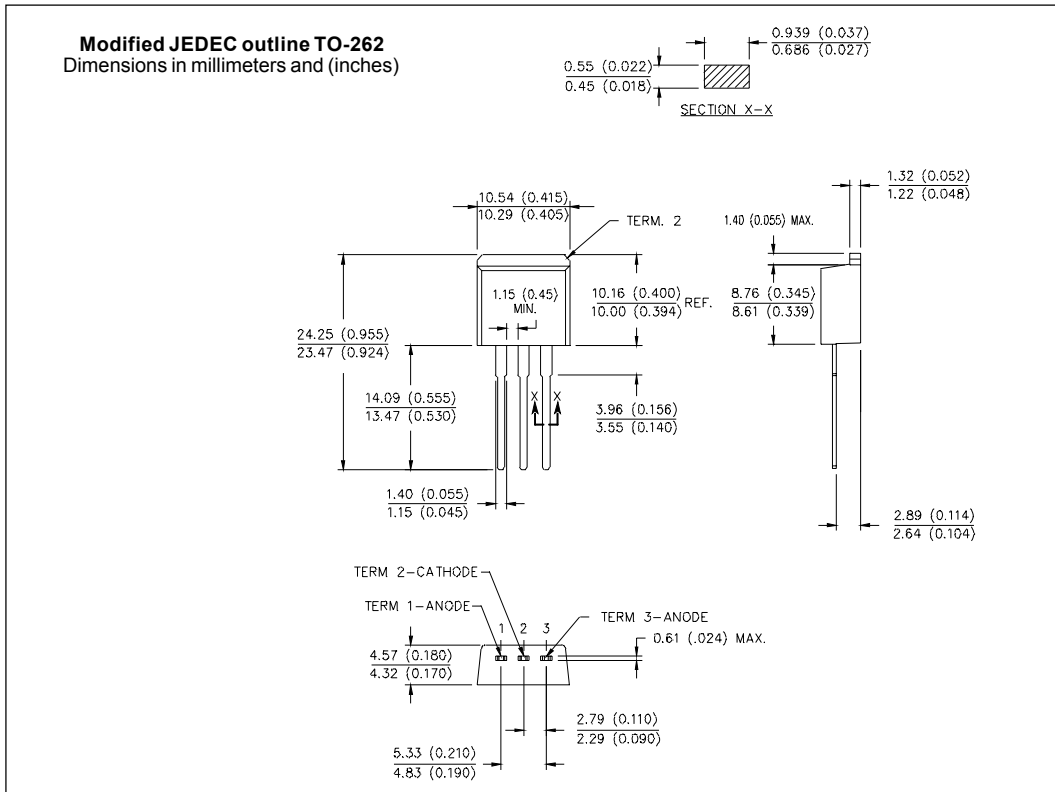 Modified JEDEC outline TO-262
Dimensions in millimeters and (inches)
0.939 (0.037)
0.686 (0.027)
0.55 (0.022)
0.45 (0.018)
SECTION X-X
1.32 (0.052)
1.22 (0.048)
10.54 (0.415)
10.29 (0.405)
TERM. 2
1.40 (0.055) MAX.
1.15 (0.45)
MIN.
10.16 (0.400)
10.00 (0.394)
REF.
8.76 (0.345)
8.61 (0.339)
24.25 (0.955)
23.47 (0.924)
14.09 (0.555)
13.47 (0.530)
X X
3.96 (0.156)
3.55 (0.140)
1.40 (0.055)
1.15 (0.045)
2.89 (0.114)
2.64 (0.104)
TERM 2-CATHODE
TERM 1-ANODE
TERM 3-ANODE
1 2 3
0.61 (.024) MAX.
4.57 (0.180)
4.32 (0.170)
2.79 (0.110)
2.29 (0.090)
5.33 (0.210)
4.83 (0.190)